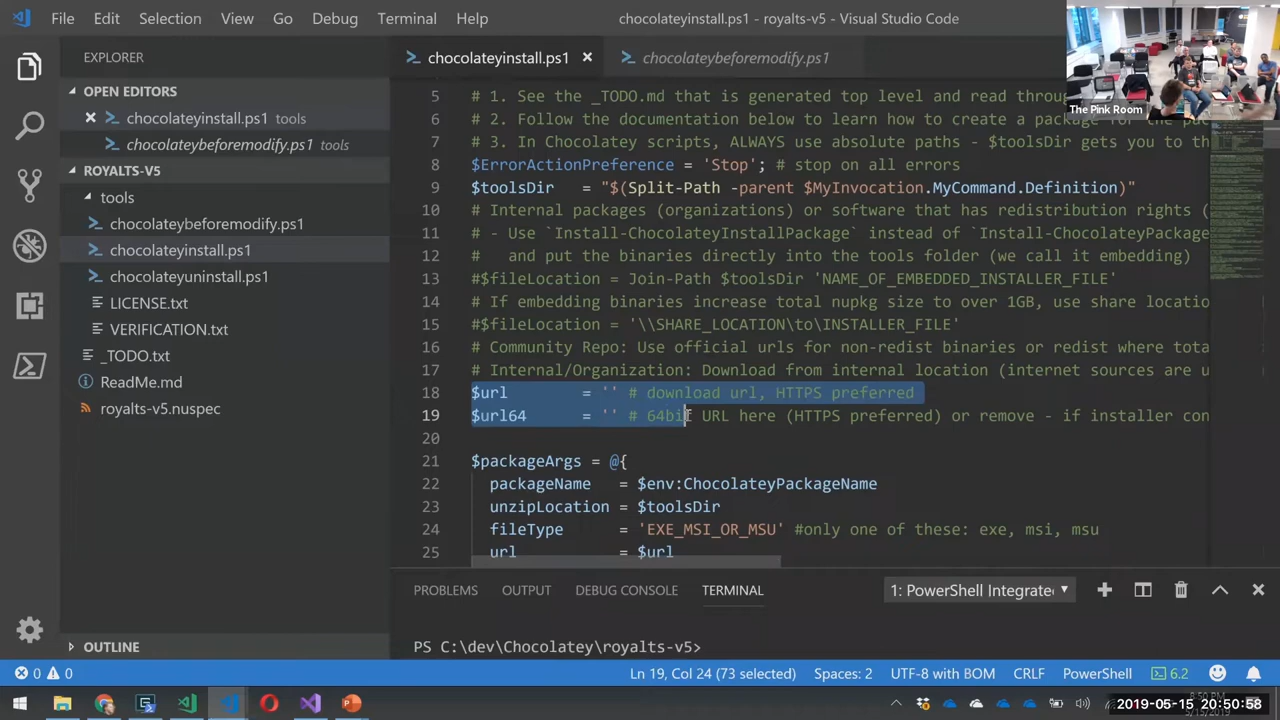 File Edit Selection View Go Debug Terminal Help
chocolateyinstall.ps1 - royalts-v5 - Visual Studio Code
The Pink Room
EXPLORER
OPEN EDITORS
chocolateyinstall.ps1 tools
chocolateybeforemodify.ps1 tools
ROYALTS-V5
tools
chocolateybeforemodify.ps1
chocolateyinstall.ps1
chocolateyuninstall.ps1
LICENSE.txt
VERIFICATION.txt
_TODO.txt
ReadMe.md
royalts-v5.nuspec
OUTLINE
chocolateyinstall.ps1
chocolateybeforemodify.ps1
# 1. See the _TODO.md that is generated top level and read throug
# 2. Follow the documentation below to learn how to create a package for the pac
# 3. In Chocolatey scripts, ALWAYS use absolute paths - $toolsDir gets you to th
8 $ErrorActionPreference = 'Stop'; # stop on all errors
9 $toolsDir = "$(Split-Path -parent $MyInvocation.MyCommand.Definition)"
10 # Internal packages (organizations) or software that has redistribution rights (
11 # - Use `Install-ChocolateyInstallPackage` instead of `Install-ChocolateyPackage
12 # and put the binaries directly into the tools folder (we call it embedding)
13 #$fileLocation = Join-Path $toolsDir 'NAME_OF_EMBEDDED_INSTALLER_FILE'
14 # If embedding binaries increase total nupkg size to over 1GB, use share locatio
15 #$fileLocation = '\\SHARE_LOCATION\to\INSTALLER_FILE'
16 # Community Repo: Use official urls for non-redist binaries or redist where tota
17 # Internal/Organization: Download from internal location (internet sources are u
18 $url = '' # download url, HTTPS preferred
19 $url64 = '' # 64bit URL here (HTTPS preferred) or remove - if installer con
20
21 $packageArgs = @{
22 packageName = $env:ChocolateyPackageName
23 unzipLocation = $toolsDir
24 fileType = 'EXE_MSI_OR_MSU' #only one of these: exe, msi, msu
25 url = $url
PROBLEMS OUTPUT DEBUG CONSOLE TERMINAL 1: PowerShell Integrate
PS C:\dev\Chocolatey\royalts-v5>
0 0 Ln 19, Col 24 (73 selected) Spaces: 2 UTF-8 with BOM CRLF PowerShell 6.2
2019-05-15 20:50:58